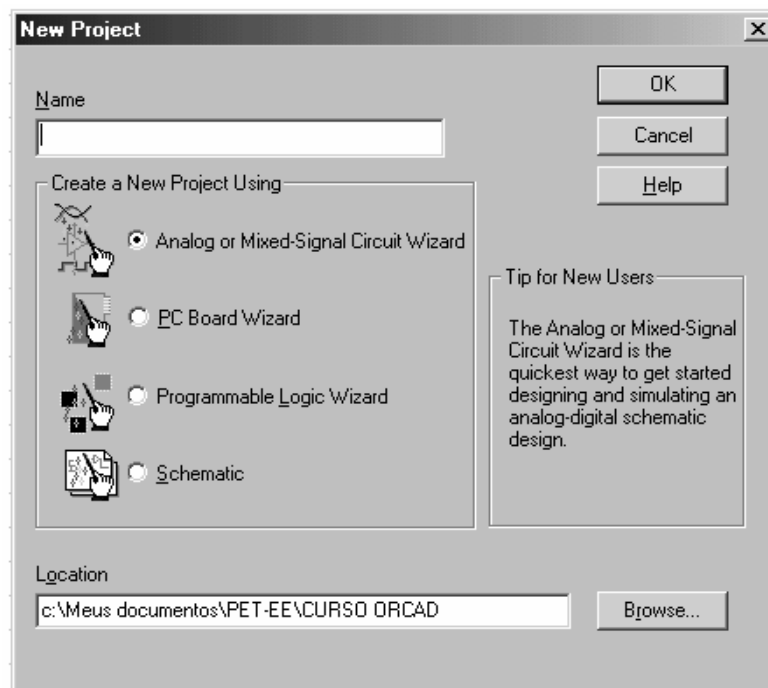 New Project
Name
OK
Cancel
Help
Create a New Project Using
Analog or Mixed-Signal Circuit Wizard
PC Board Wizard
Programmable Logic Wizard
Schematic
Tip for New Users
The Analog or Mixed-Signal
Circuit Wizard is the
quickest way to get started
designing and simulating an
analog-digital schematic
design.
Location
c:\Meus documentos\PET-EE\CURSO ORCAD
Browse...